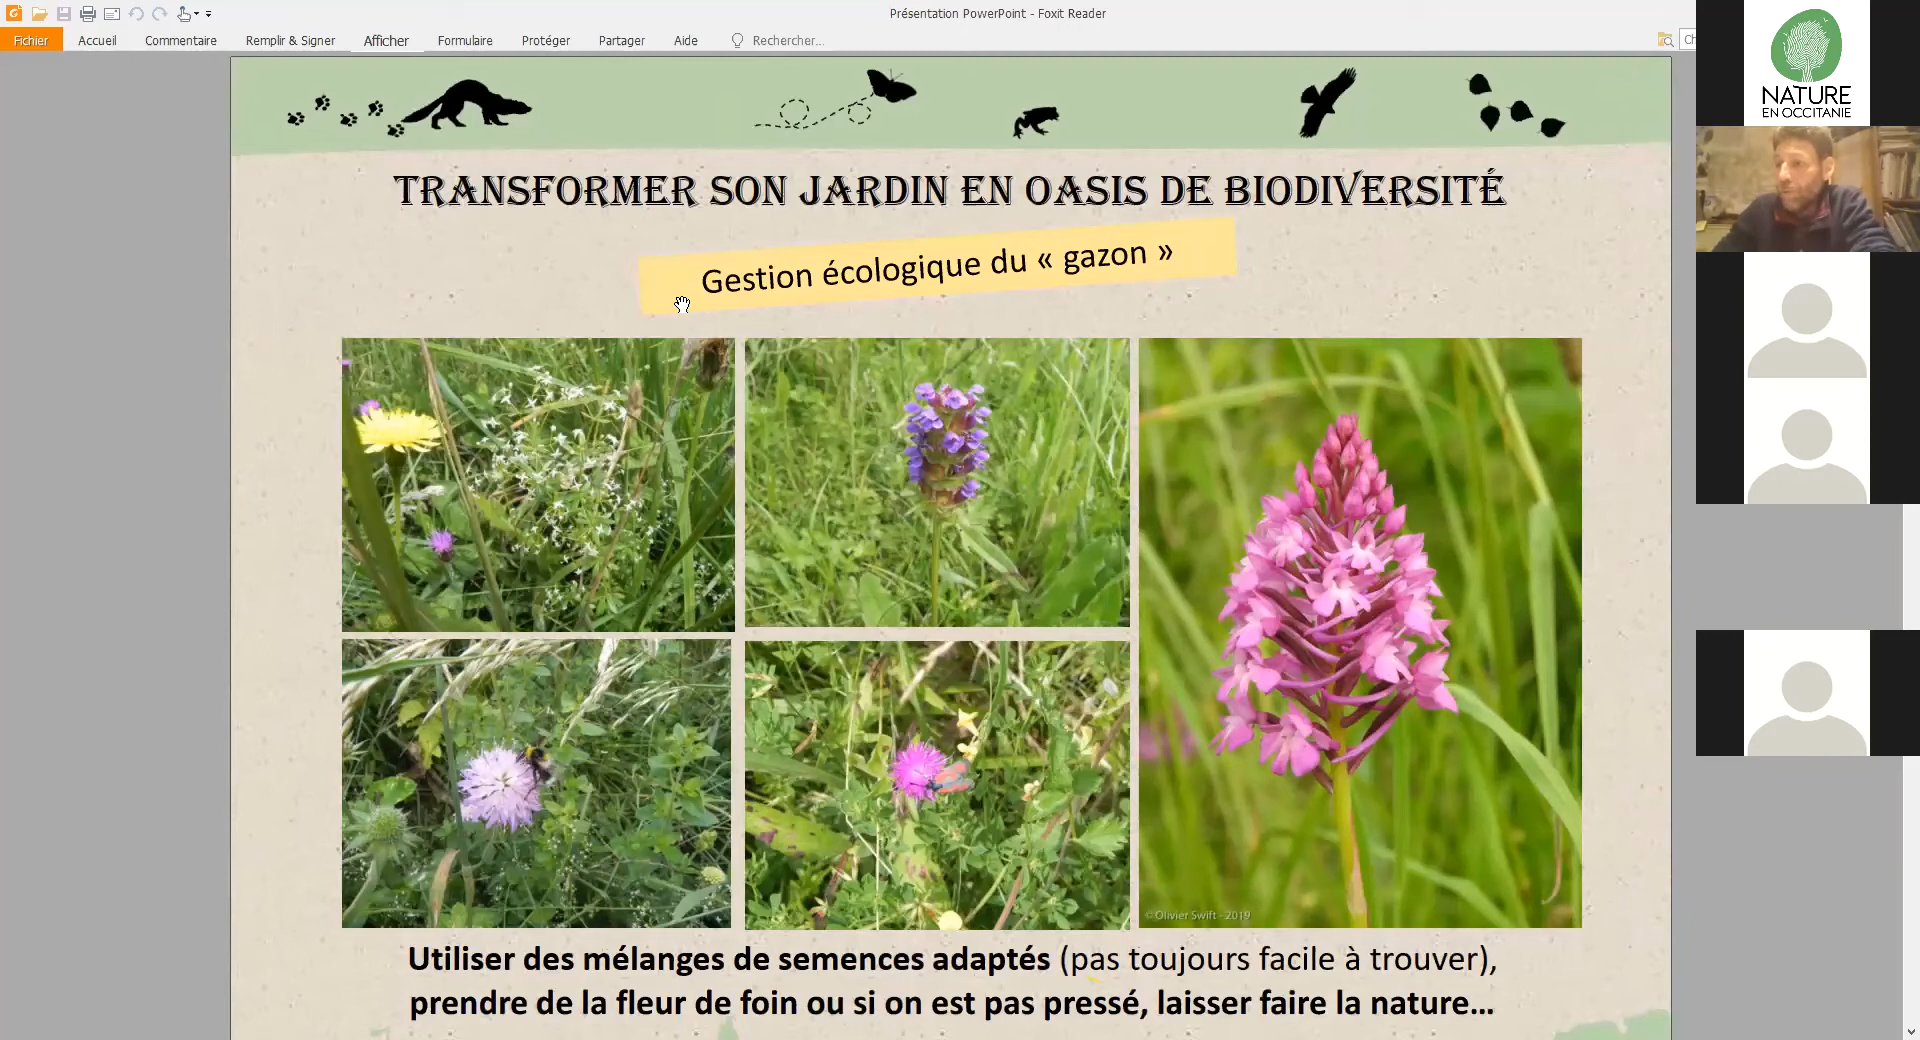 Présentation PowerPoint - Foxit Reader
Fichier Accueil Commentaire Remplir & Signer Afficher Formulaire Protéger Partager Aide Rechercher...
NATURE
EN OCCITANIE
TRANSFORMER SON JARDIN EN OASIS DE BIODIVERSITÉ
Gestion écologique du « gazon »
© Olivier Swift - 2019
Utiliser des mélanges de semences adaptés (pas toujours facile à trouver),
prendre de la fleur de foin ou si on est pas pressé, laisser faire la nature...